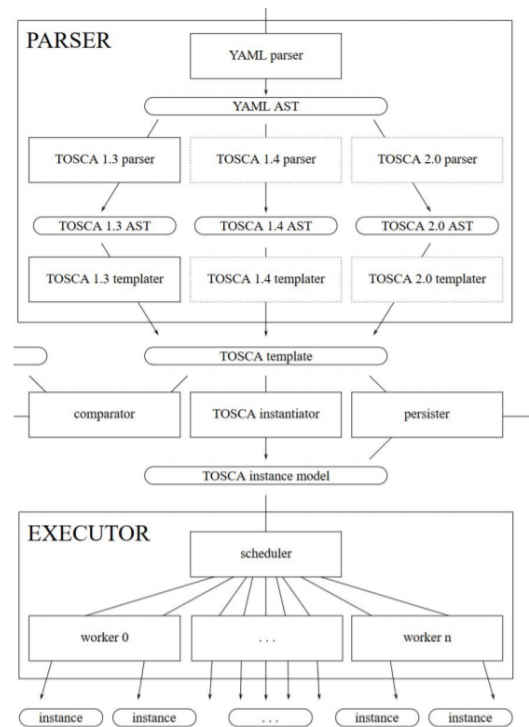 PARSER
YAML parser
YAML AST
TOSCA 1.3 parser
TOSCA 1.4 parser
TOSCA 2.0 parser
TOSCA 1.3 AST
TOSCA 1.4 AST
TOSCA 2.0 AST
TOSCA 1.3 templater
TOSCA 1.4 templater
TOSCA 2.0 templater
TOSCA template
comparator
TOSCA instantiator
persister
TOSCA instance model
EXECUTOR
scheduler
worker 0
. . .
worker n
instance
instance
. . .
instance
instance